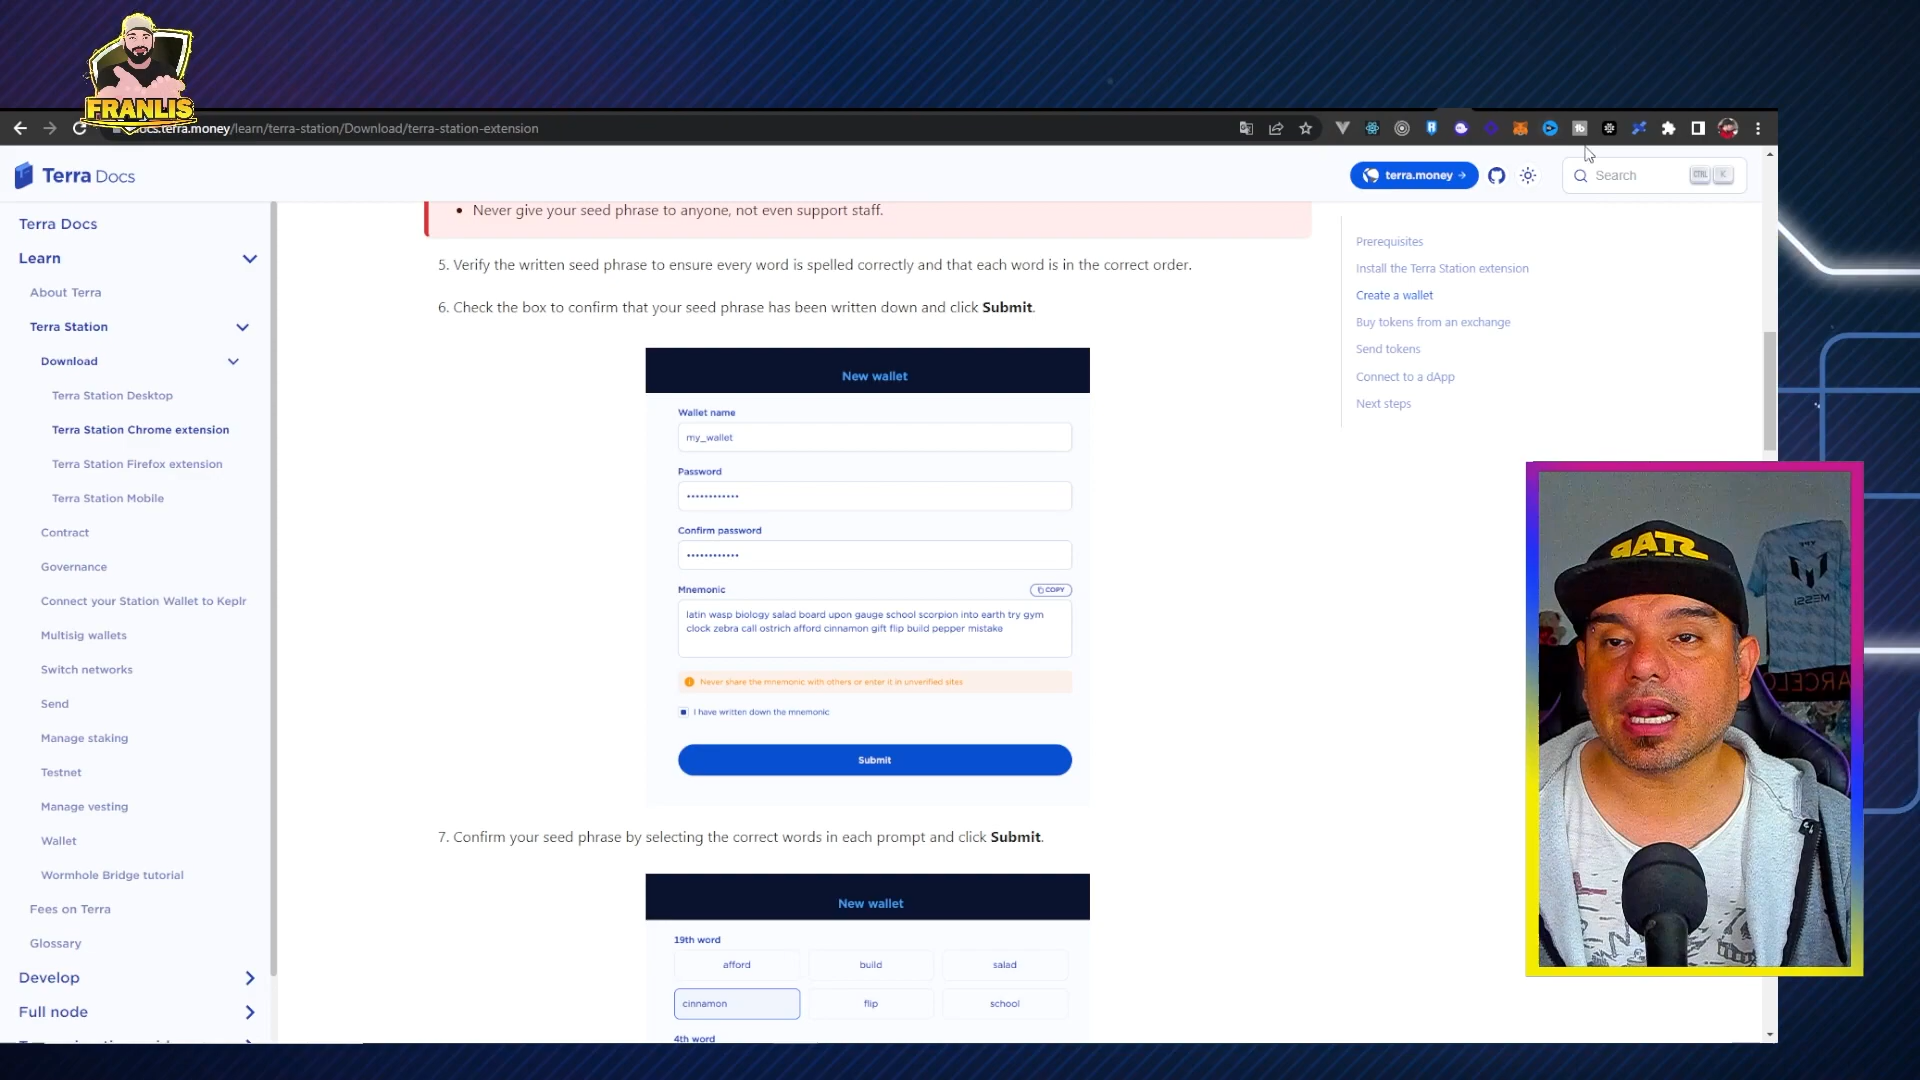 FRANLIS
docs.terra.money/learn/terra-station/Download/terra-station-extension
Terra Docs
terra.money
Search
CTRL
K
Terra Docs
Learn
About Terra
Terra Station
Download
Terra Station Desktop
Terra Station Chrome extension
Terra Station Firefox extension
Terra Station Mobile
Contract
Governance
Connect your Station Wallet to Keplr
Multisig wallets
Switch networks
Send
Manage staking
Testnet
Manage vesting
Wallet
Wormhole Bridge tutorial
Fees on Terra
Glossary
Develop
Full node
• Never give your seed phrase to anyone, not even support staff.
5. Verify the written seed phrase to ensure every word is spelled correctly and that each word is in the correct order.
6. Check the box to confirm that your seed phrase has been written down and click Submit.
New wallet
Wallet name
my_wallet
Password
••••••••••••
Confirm password
••••••••••••
Mnemonic
COPY
latin wasp biology salad board upon gauge school scorpion into earth try gym
clock zebra call ostrich afford cinnamon gift flip build pepper mistake
Never share the mnemonic with others or enter it in unverified sites
I have written down the mnemonic
Submit
7. Confirm your seed phrase by selecting the correct words in each prompt and click Submit.
New wallet
19th word
afford
build
salad
cinnamon
flip
school
4th word
Prerequisites
Install the Terra Station extension
Create a wallet
Buy tokens from an exchange
Send tokens
Connect to a dApp
Next steps
STAR
MESSI